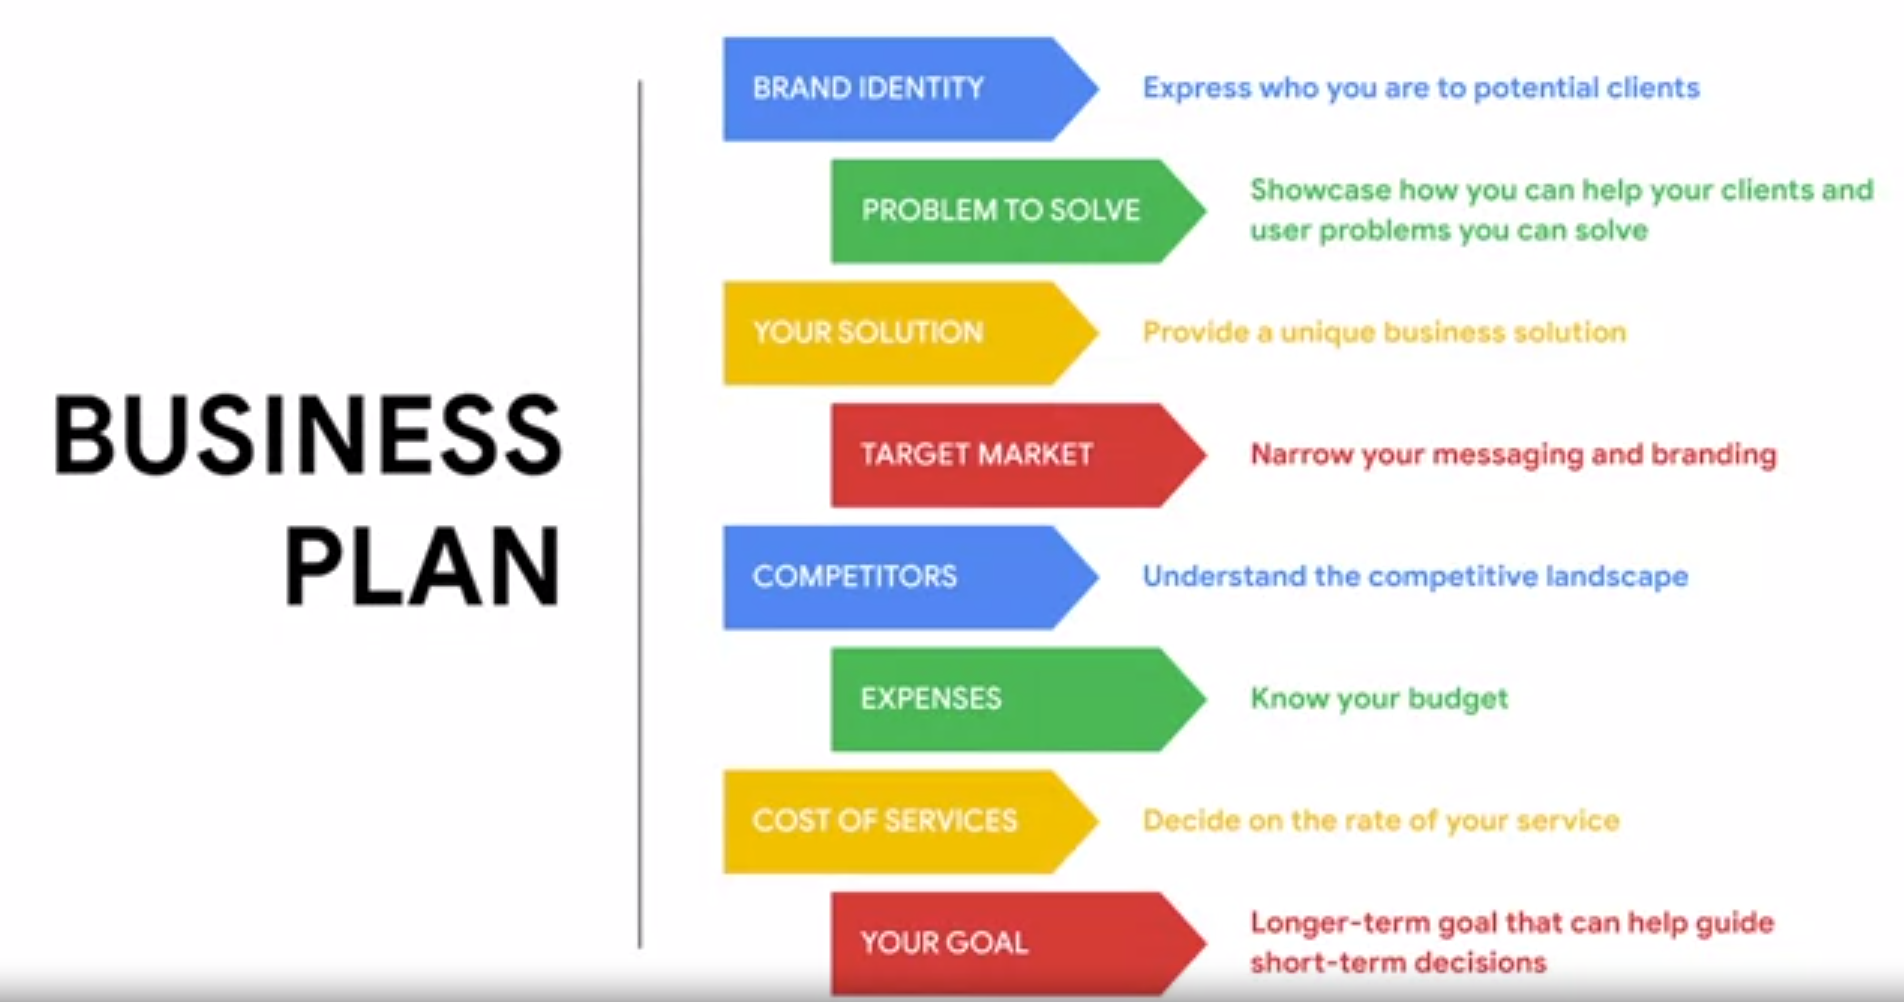 BUSINESS
PLAN
BRAND IDENTITY
Express who you are to potential clients
PROBLEM TO SOLVE
Showcase how you can help your clients and
user problems you can solve
YOUR SOLUTION
Provide a unique business solution
TARGET MARKET
Narrow your messaging and branding
COMPETITORS
Understand the competitive landscape
EXPENSES
Know your budget
COST OF SERVICES
Decide on the rate of your service
YOUR GOAL
Longer-term goal that can help guide
short-term decisions